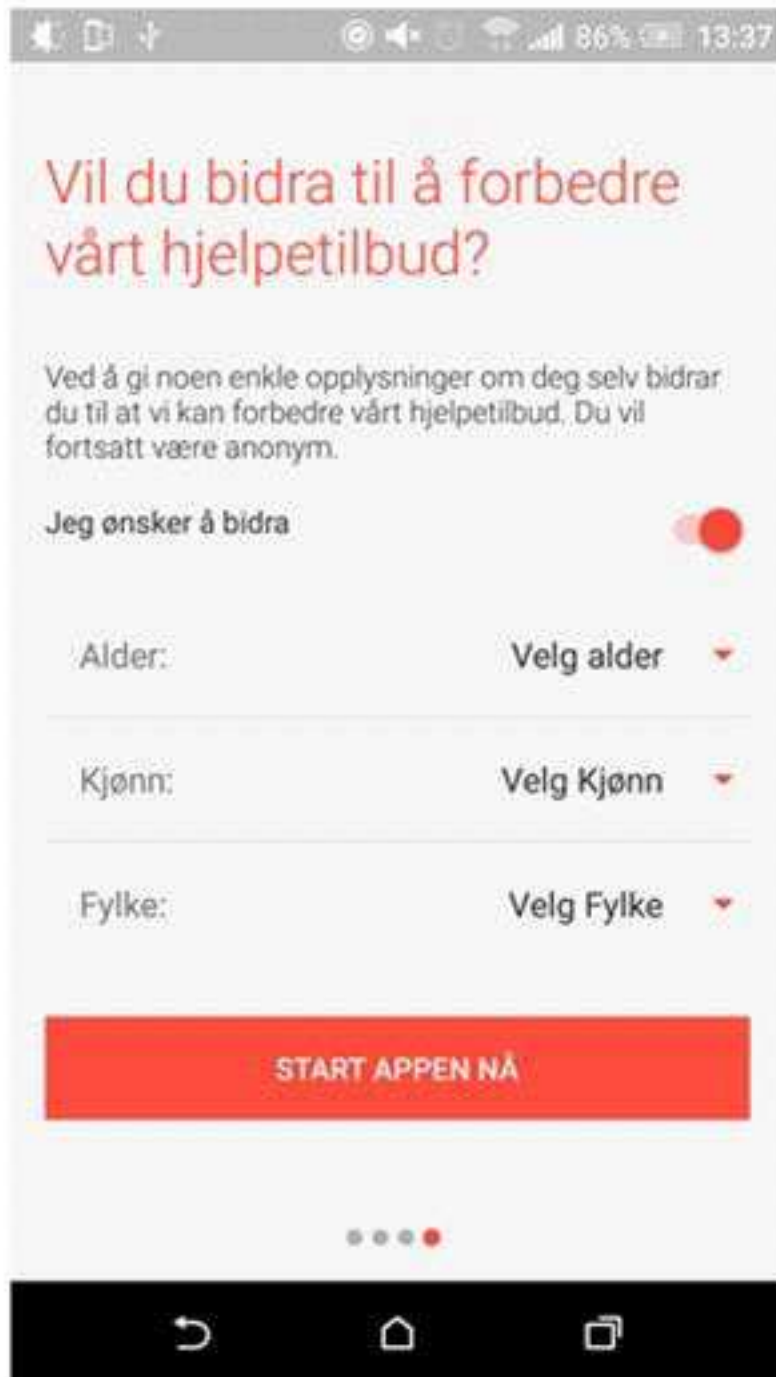 86% 13:37
Vil du bidra til å forbedre
vårt hjelpetilbud?
Ved å gi noen enkle opplysninger om deg selv bidrar
du til at vi kan forbedre vårt hjelpetilbud. Du vil
fortsatt være anonym.
Jeg ønsker å bidra
Alder: Velg alder
Kjønn: Velg Kjønn
Fylke: Velg Fylke
START APPEN NÅ